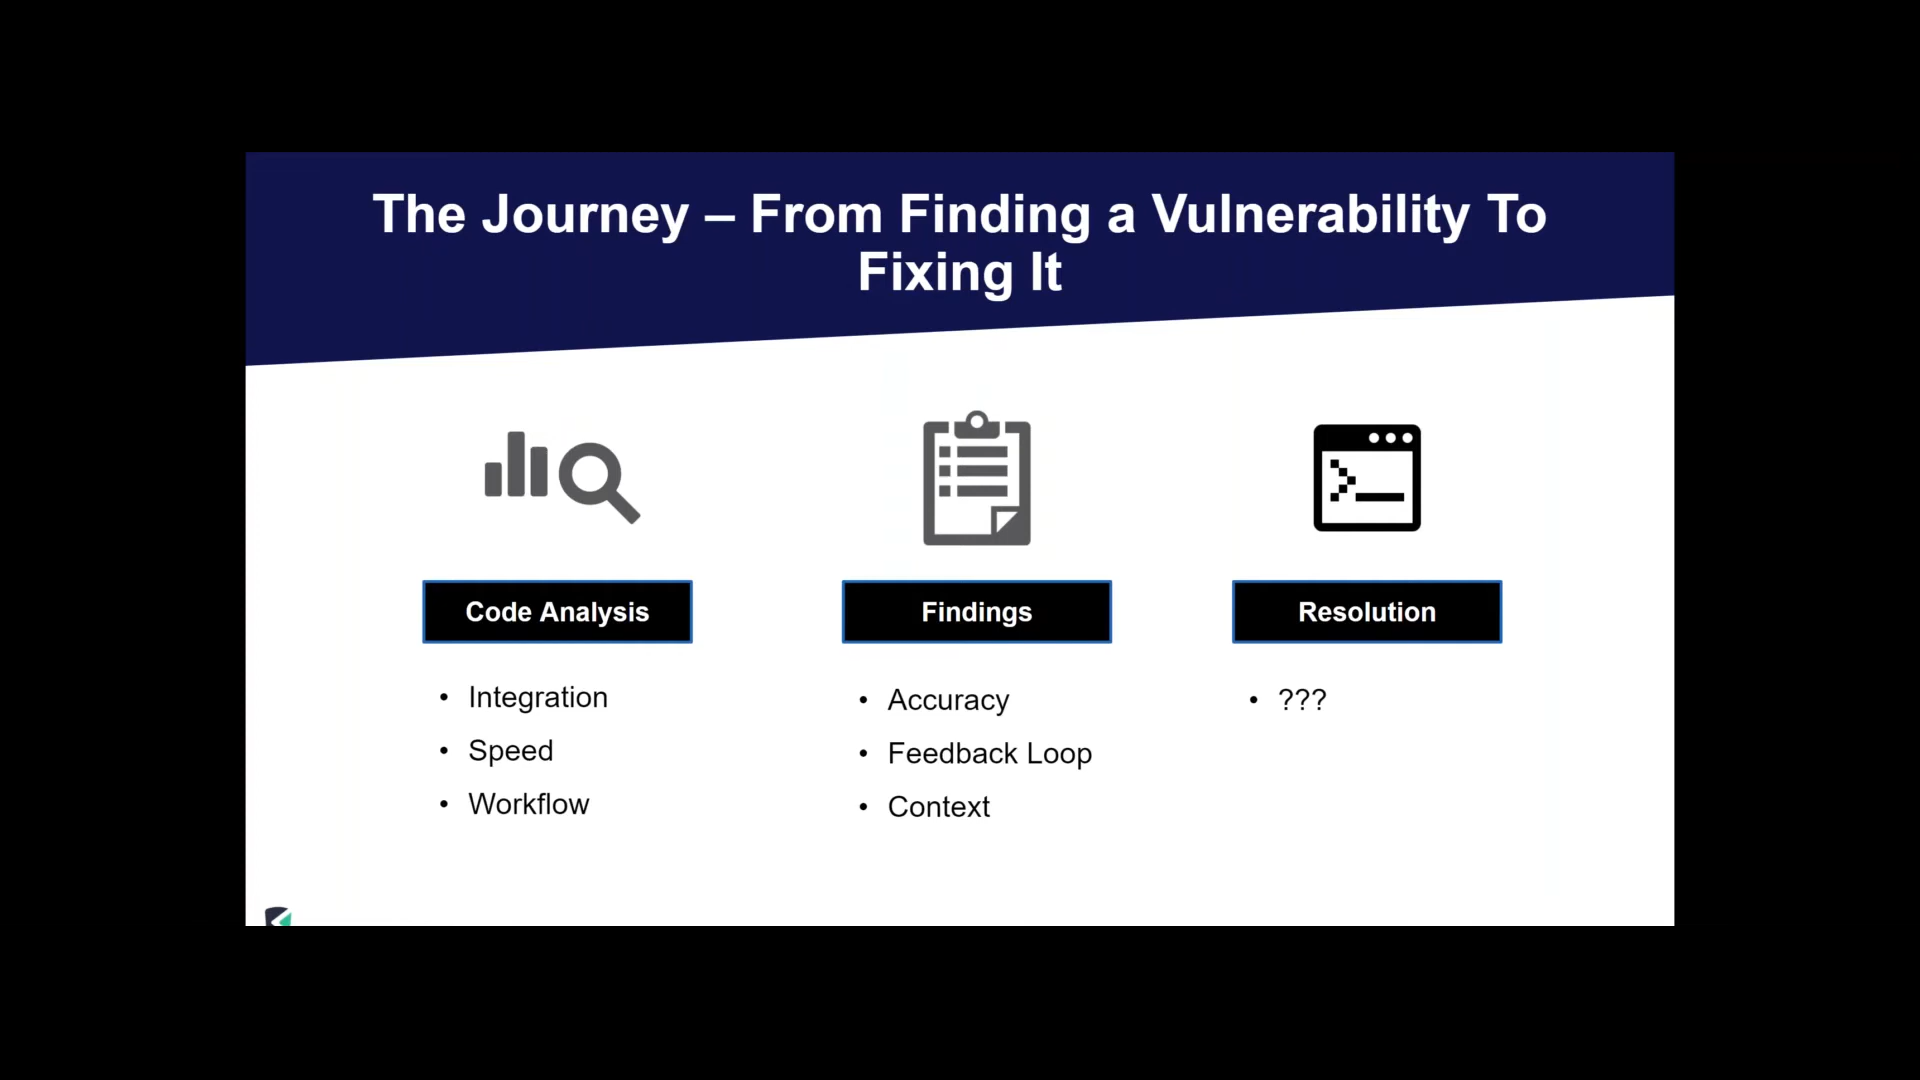 The Journey – From Finding a Vulnerability To
Fixing It
Code Analysis
• Integration
• Speed
• Workflow
Findings
• Accuracy
• Feedback Loop
• Context
Resolution
• ???